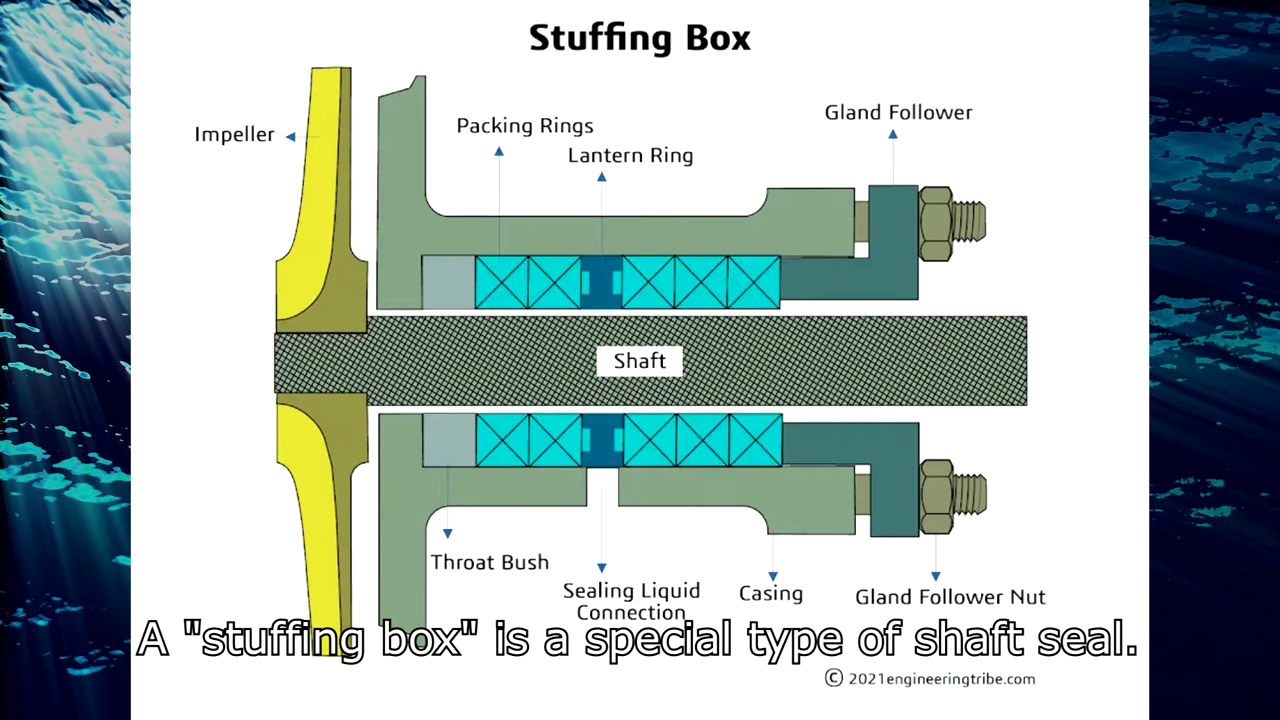 Stuffing Box
Gland Follower
Packing Rings
Impeller
Lantern Ring
Shaft
Throat Bush
Sealing Liquid
Connection
Casing
Gland Follower Nut
A "stuffing box" is a special type of shaft seal.
© 2021engineeringtribe.com